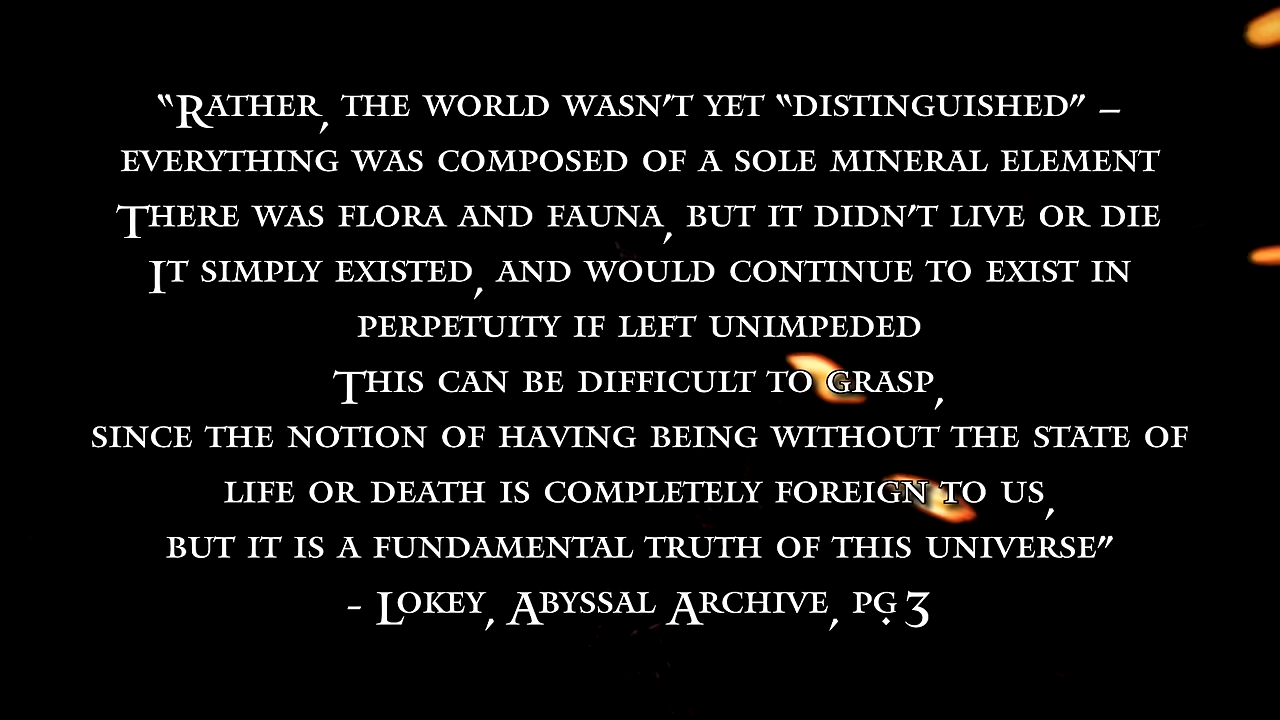 “Rather, the world wasn’t yet “distinguished” –
everything was composed of a sole mineral element
There was flora and fauna, but it didn’t live or die
It simply existed, and would continue to exist in
perpetuity if left unimpeded
This can be difficult to grasp,
since the notion of having being without the state of
life or death is completely foreign to us,
but it is a fundamental truth of this universe”
- Lokey, Abyssal Archive, pg.3